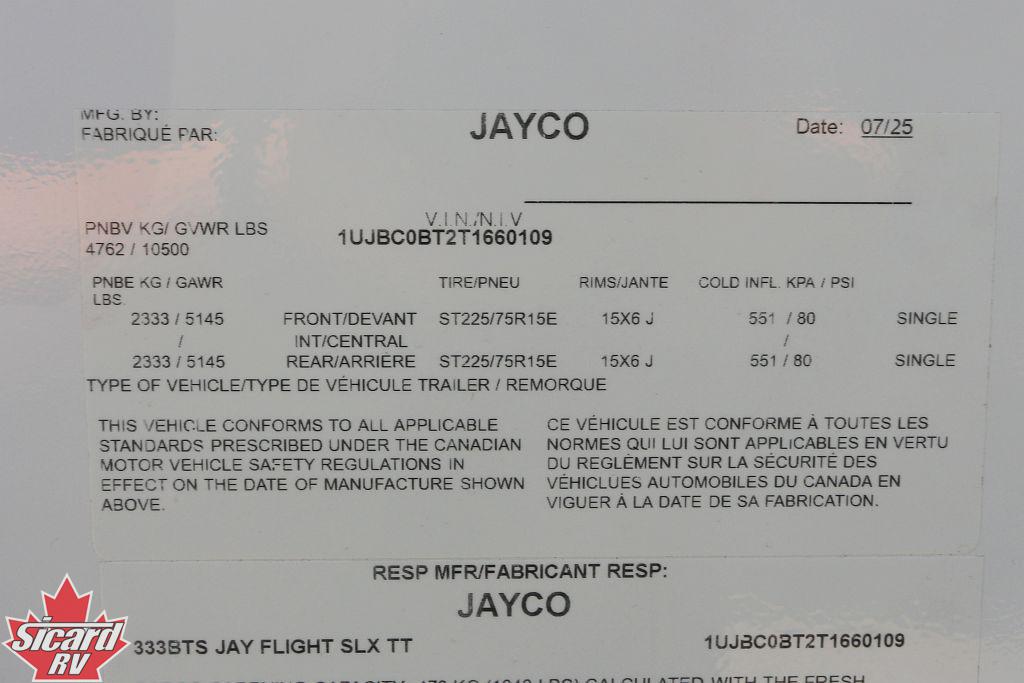 MFG. BY:
FABRIQUÉ PAR:
JAYCO
Date: 07/25
V.I.N./N.I.V
PNBV KG/ GVWR LBS
4762 / 10500
1UJBC0BT2T1660109
PNBE KG / GAWR
LBS.
TIRE/PNEU RIMS/JANTE COLD INFL. KPA / PSI
2333 / 5145 FRONT/DEVANT ST225/75R15E 15X6 J 551 / 80 SINGLE
/ INT/CENTRAL /
2333 / 5145 REAR/ARRIÈRE ST225/75R15E 15X6 J 551 / 80 SINGLE
TYPE OF VEHICLE/TYPE DE VÉHICULE TRAILER / REMORQUE
THIS VEHICLE CONFORMS TO ALL APPLICABLE
STANDARDS PRESCRIBED UNDER THE CANADIAN
MOTOR VEHICLE SAFETY REGULATIONS IN
EFFECT ON THE DATE OF MANUFACTURE SHOWN
ABOVE.
CE VÉHICULE EST CONFORME À TOUTES LES
NORMES QUI LUI SONT APPLICABLES EN VERTU
DU REGLÉMENT SUR LA SÉCURITÉ DES
VÉHICLUES AUTOMOBILES DU CANADA EN
VIGUER À LA DATE DE SA FABRICATION.
RESP MFR/FABRICANT RESP:
JAYCO
333BTS JAY FLIGHT SLX TT 1UJBC0BT2T1660109
CALCULATED WITH THE FRESH
Sicard
RV